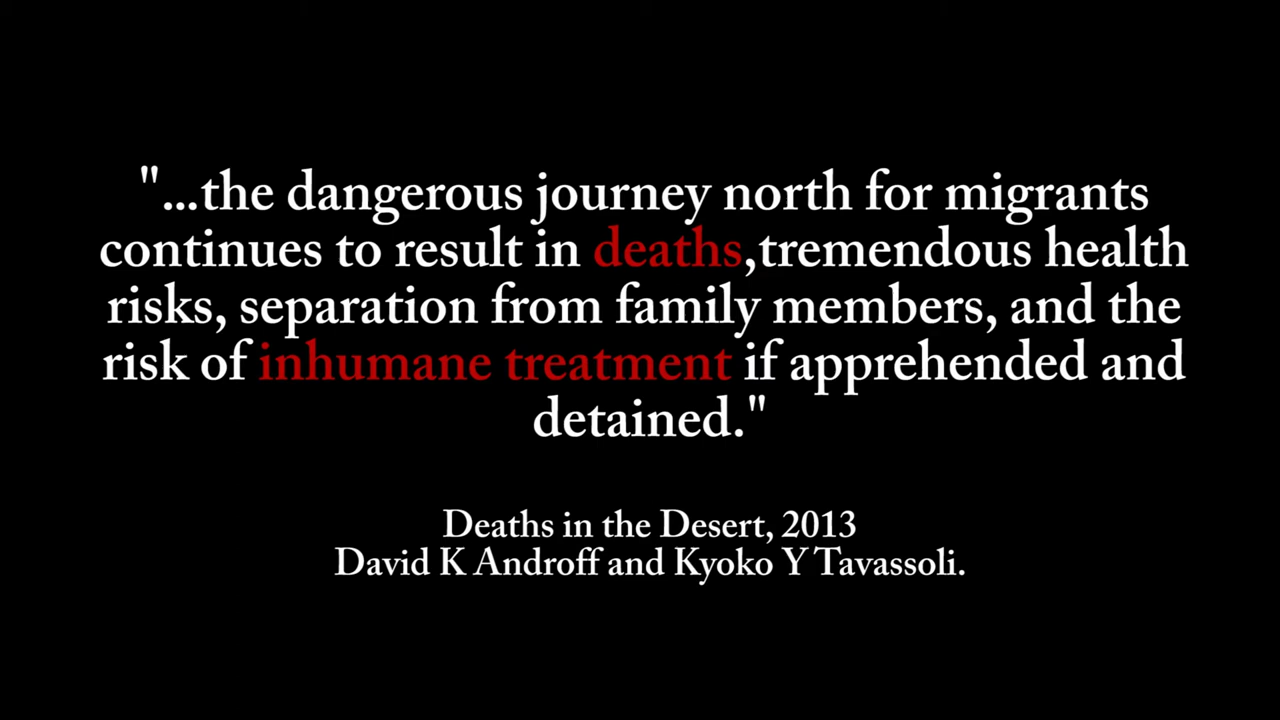 "...the dangerous journey north for migrants
continues to result in deaths,tremendous health
risks, separation from family members, and the
risk of inhumane treatment if apprehended and
detained."
Deaths in the Desert, 2013
David K Androff and Kyoko Y Tavassoli.